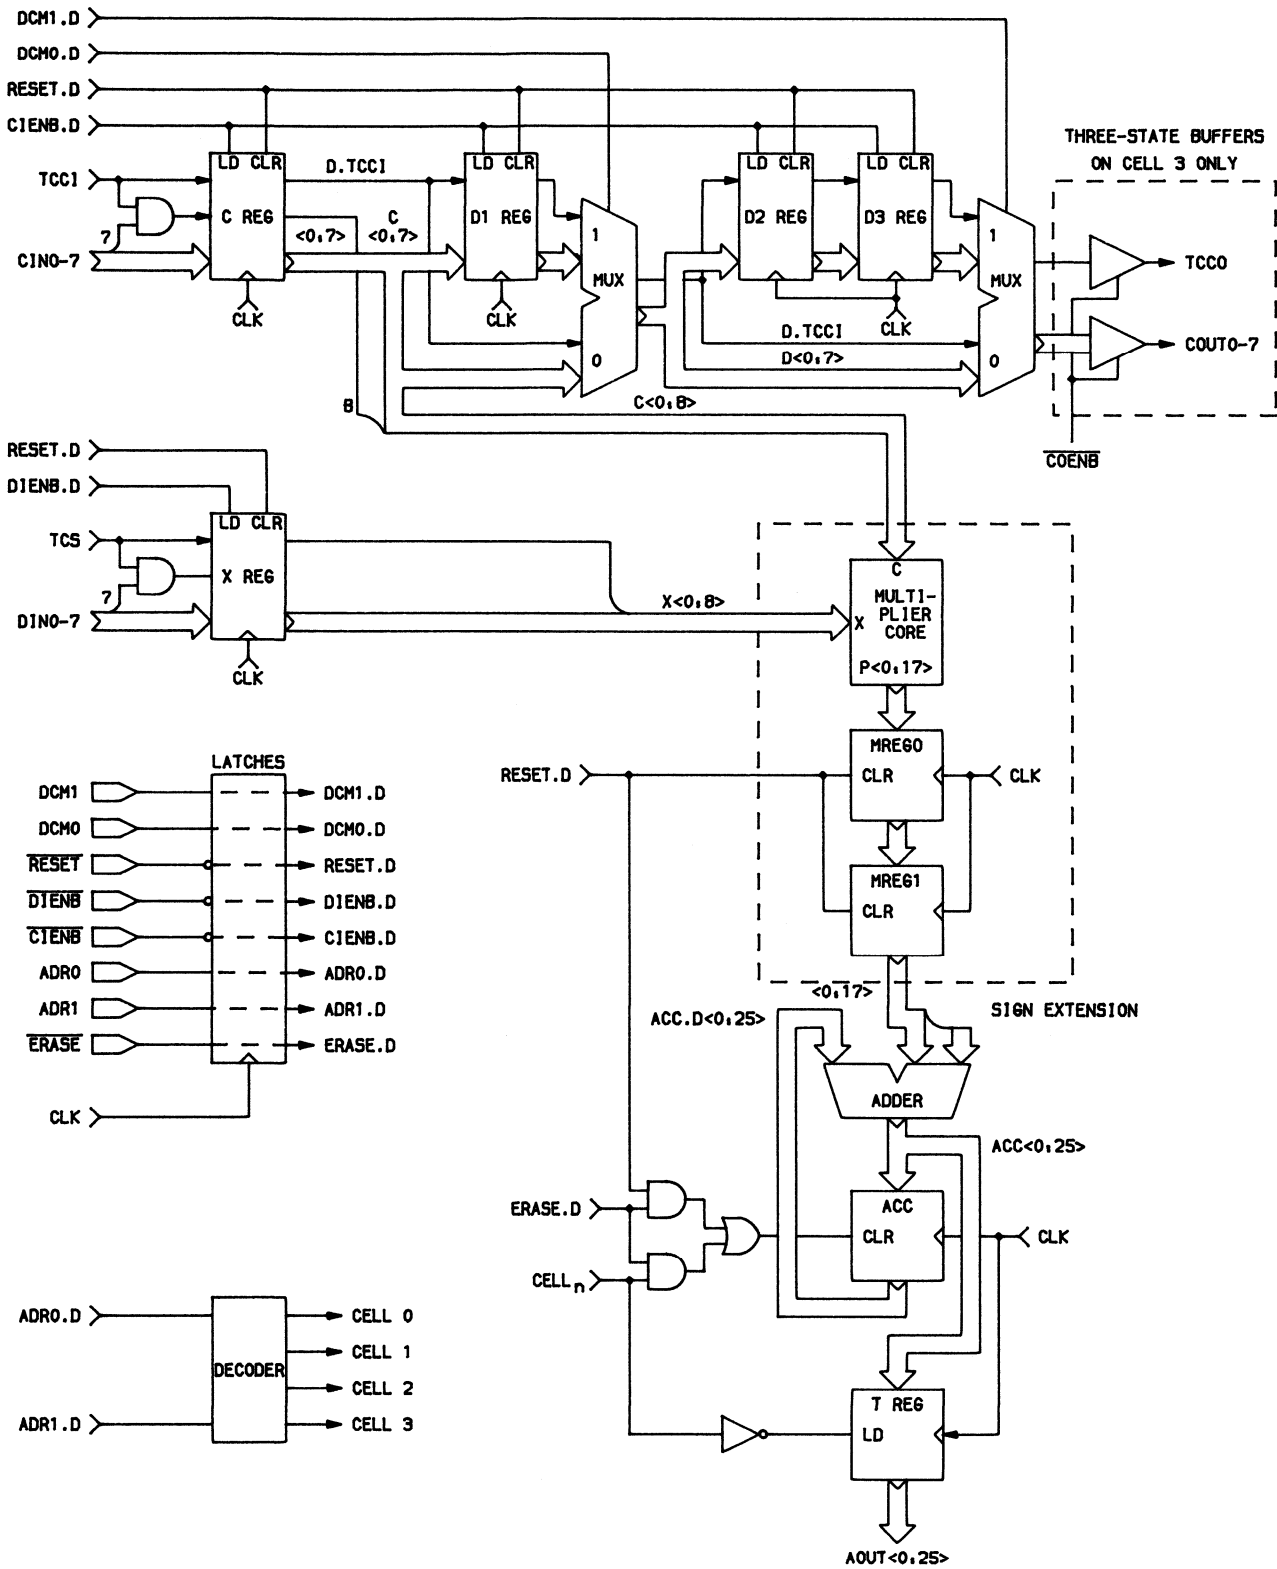 DCM1.D
DCM0.D
RESET.D
CIENB.D
THREE-STATE BUFFERS
ON CELL 3 ONLY
LD CLR
D.TCCI
LD CLR
LD CLR
LD CLR
TCCI
C REG
C
<0:7>
<0:7>
D1 REG
D2 REG
D3 REG
1
1
7
CIN0-7
MUX
MUX
TCCO
CLK
CLK
CLK
D.TCCI
D<0:7>
COUT0-7
0
0
8
C<0:8>
COENB
RESET.D
DIENB.D
LD CLR
TCS
X REG
7
DIN0-7
X<0:8>
CLK
C
MULTI-
PLIER
CORE
X
P<0:17>
MREG0
CLR
CLK
RESET.D
MREG1
CLR
LATCHES
DCM1
DCM1.D
DCM0
DCM0.D
RESET
RESET.D
DIENB
DIENB.D
CIENB
CIENB.D
ADR0
ADR0.D
ADR1
ADR1.D
ERASE
ERASE.D
CLK
<0:17>
SIGN EXTENSION
ACC.D<0:25>
ADDER
ACC<0:25>
ERASE.D
ACC
CLR
CLK
CELLn
ADR0.D
DECODER
ADR1.D
CELL 0
CELL 1
CELL 2
CELL 3
T REG
LD
AOUT<0:25>